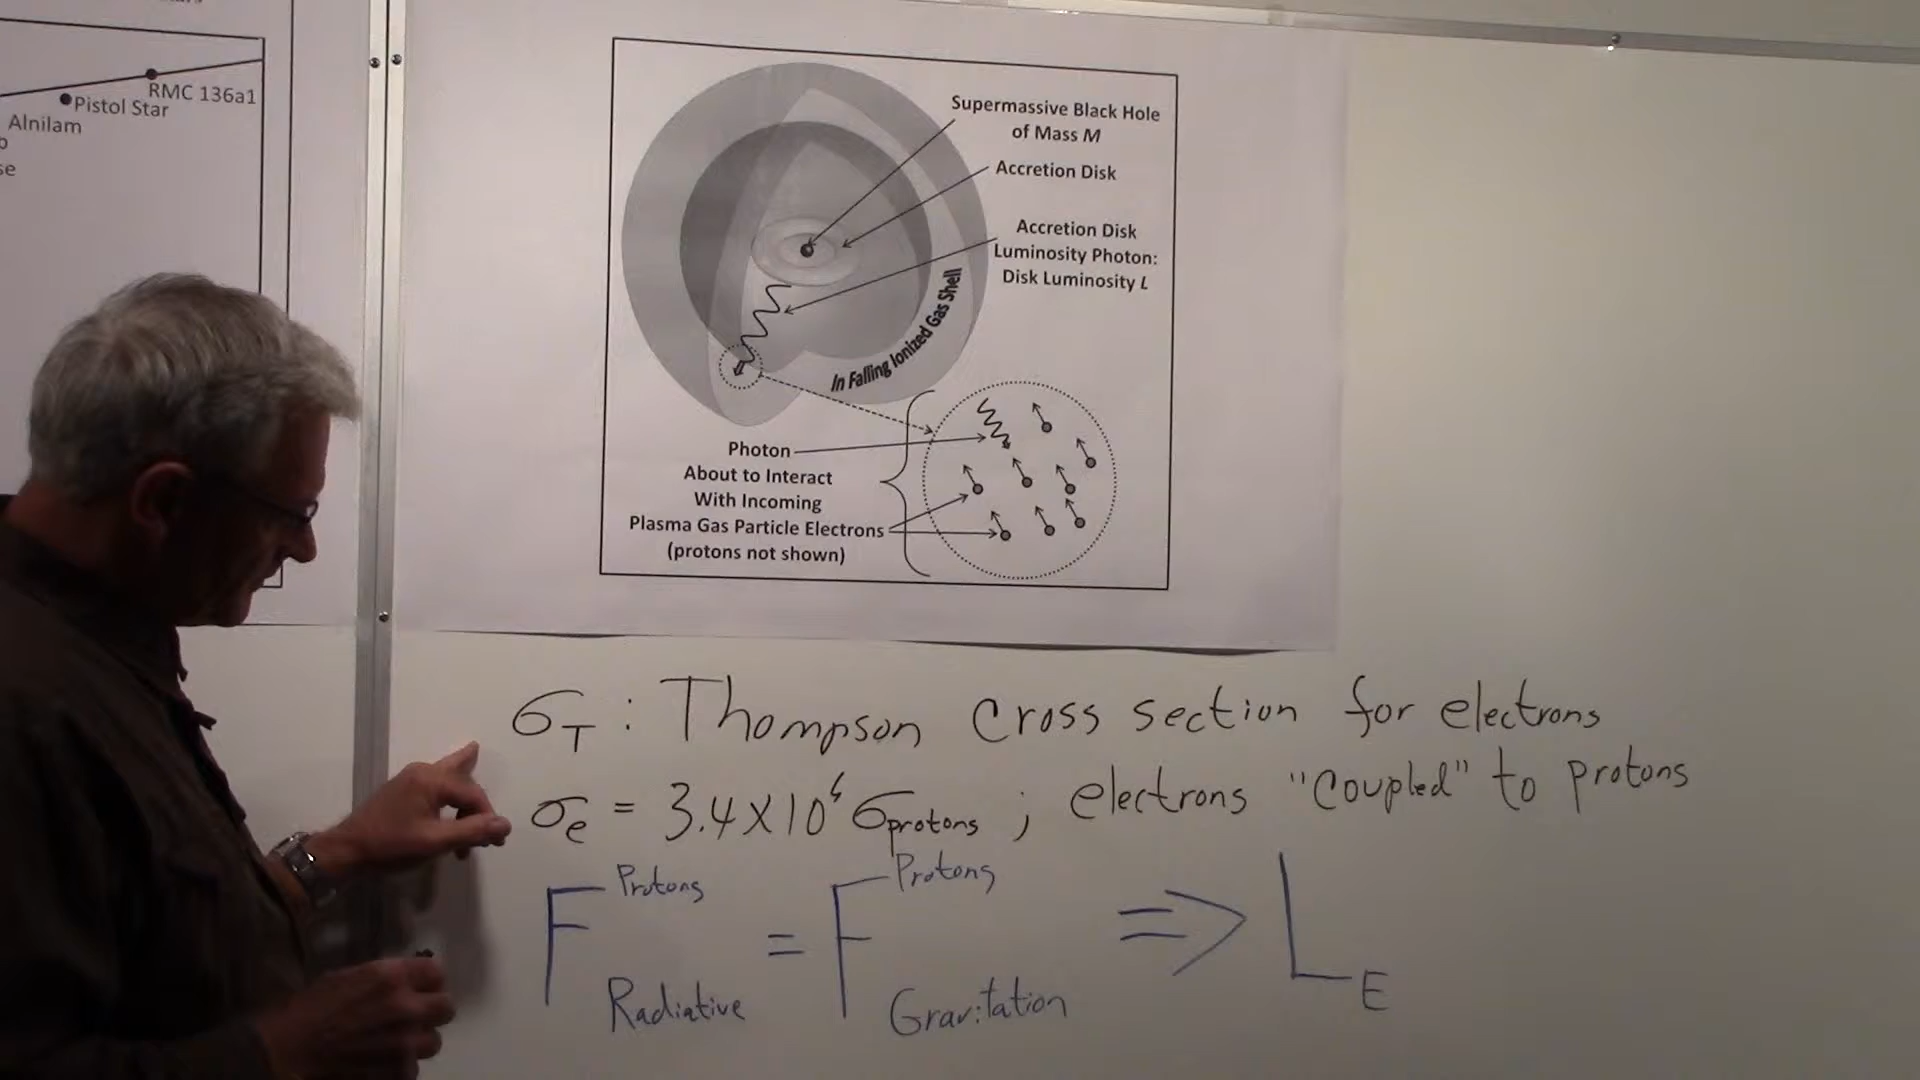 RMC 136a1
Pistol Star
Alnilam
Supermassive Black Hole
of Mass M
Accretion Disk
Accretion Disk
Luminosity Photon:
Disk Luminosity L
In Falling Ionized Gas Shell
Photon
About to Interact
With Incoming
Plasma Gas Particle Electrons
(protons not shown)
σT : Thompson Cross section for electrons
σe = 3.4 X 10⁶ σprotons ; electrons "Coupled" to protons
F Protons Radiative = F Protons Gravitation => LE